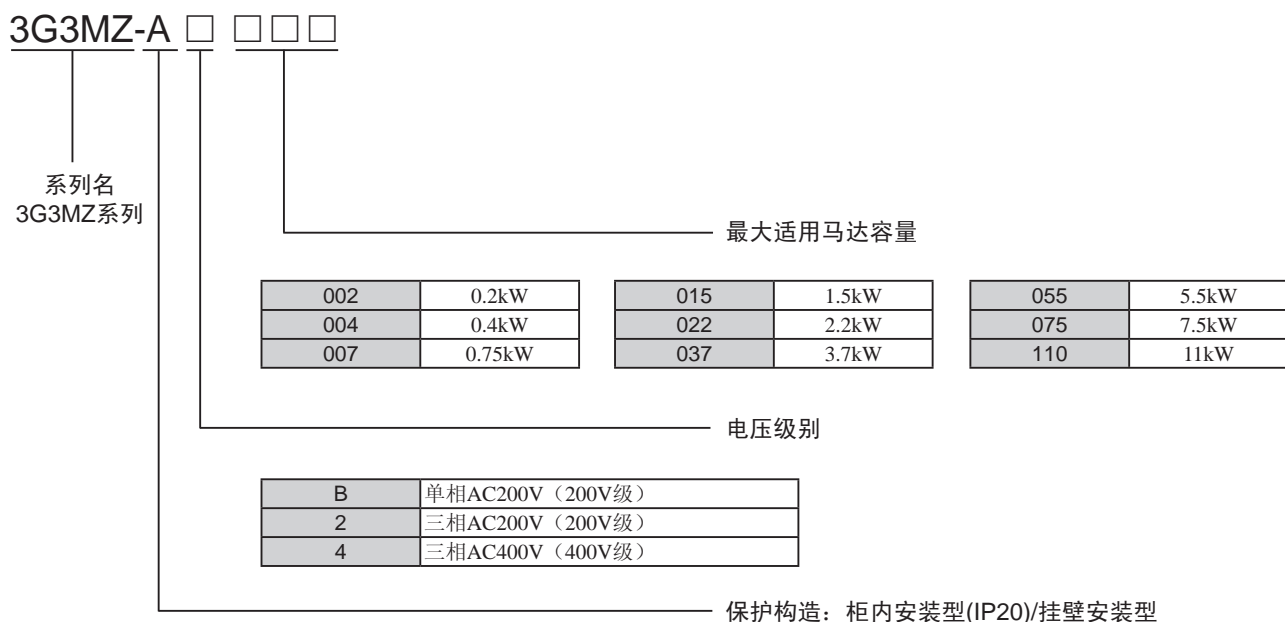 3G3MZ-A □ □□□
系列名
3G3MZ系列
最大适用马达容量
002 0.2kW 015 1.5kW 055 5.5kW
004 0.4kW 022 2.2kW 075 7.5kW
007 0.75kW 037 3.7kW 110 11kW
电压级别
B 单相AC200V（200V级）
2 三相AC200V（200V级）
4 三相AC400V（400V级）
保护构造：柜内安装型(IP20)/挂壁安装型